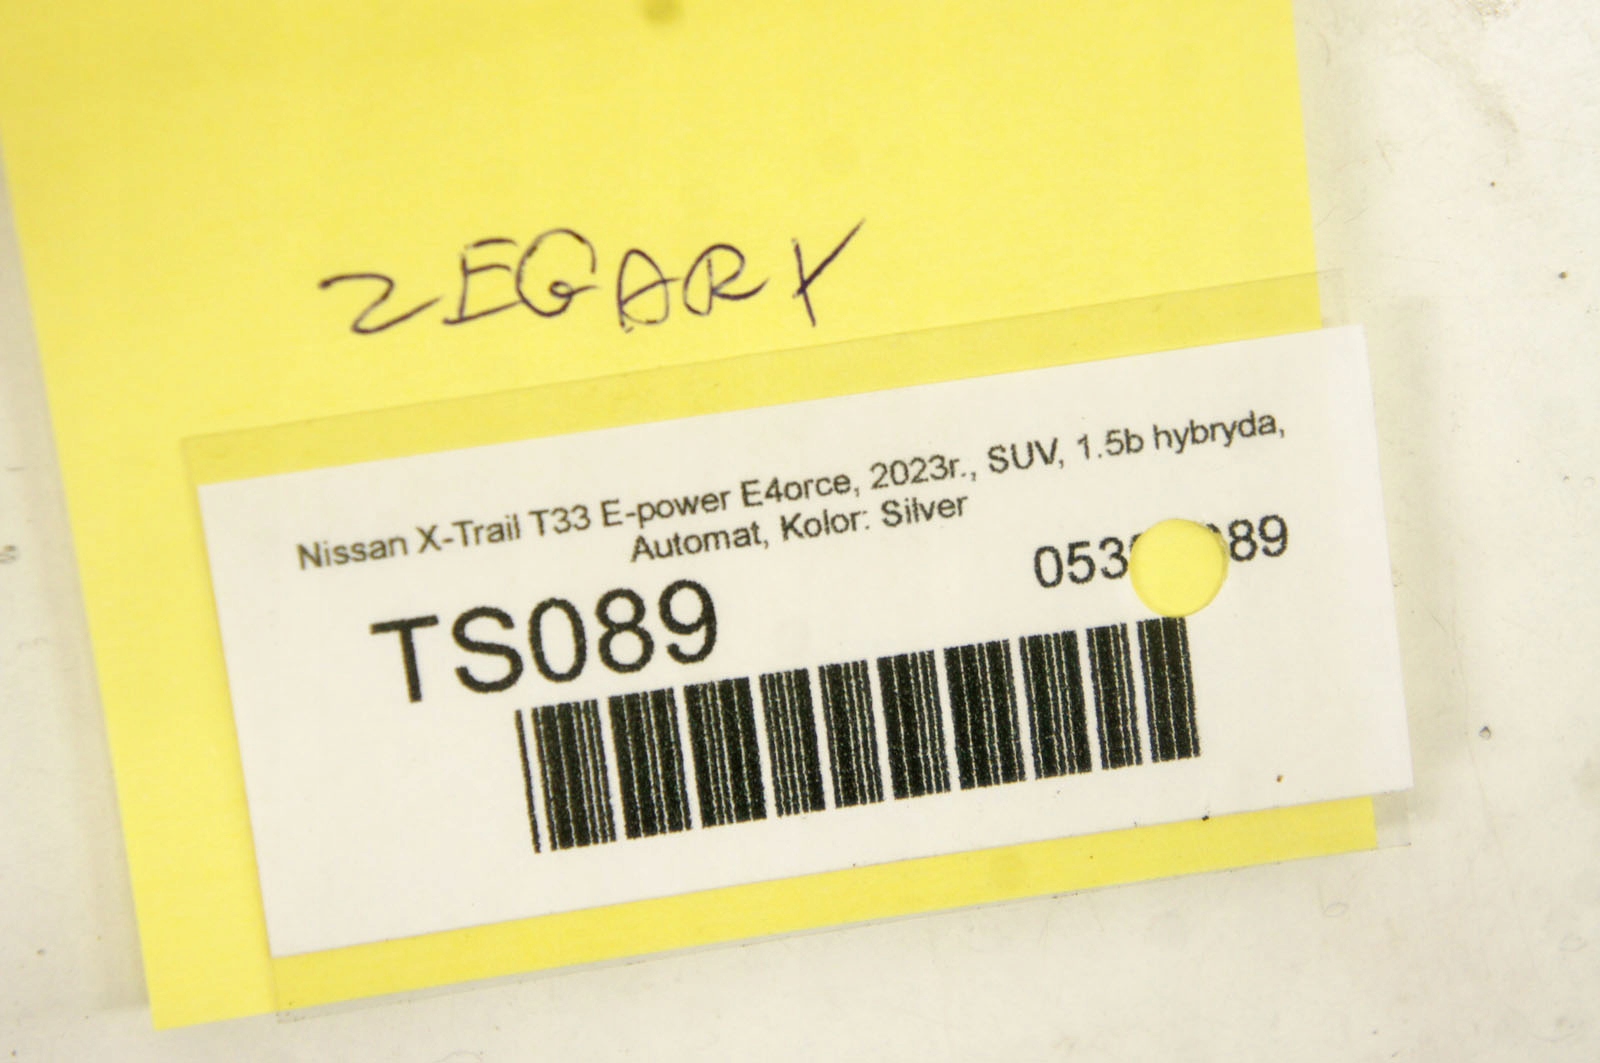 ZEGARY
Nissan X-Trail T33 E-power E4orce, 2023r., SUV, 1.5b hybryda,
Automat, Kolor: Silver
TS089